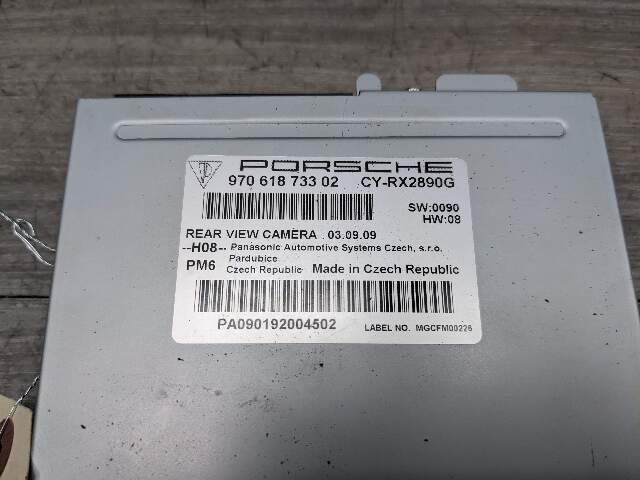 PORSCHE
970 618 733 02 CY-RX2890G
SW:0090
HW:08
REAR VIEW CAMERA . 03.09.09
--H08-- Panasonic Automotive Systems Czech, s.r.o.
Pardubice
PM6 Czech Republic Made in Czech Republic
PA090192004502
LABEL NO. MGCFM00226